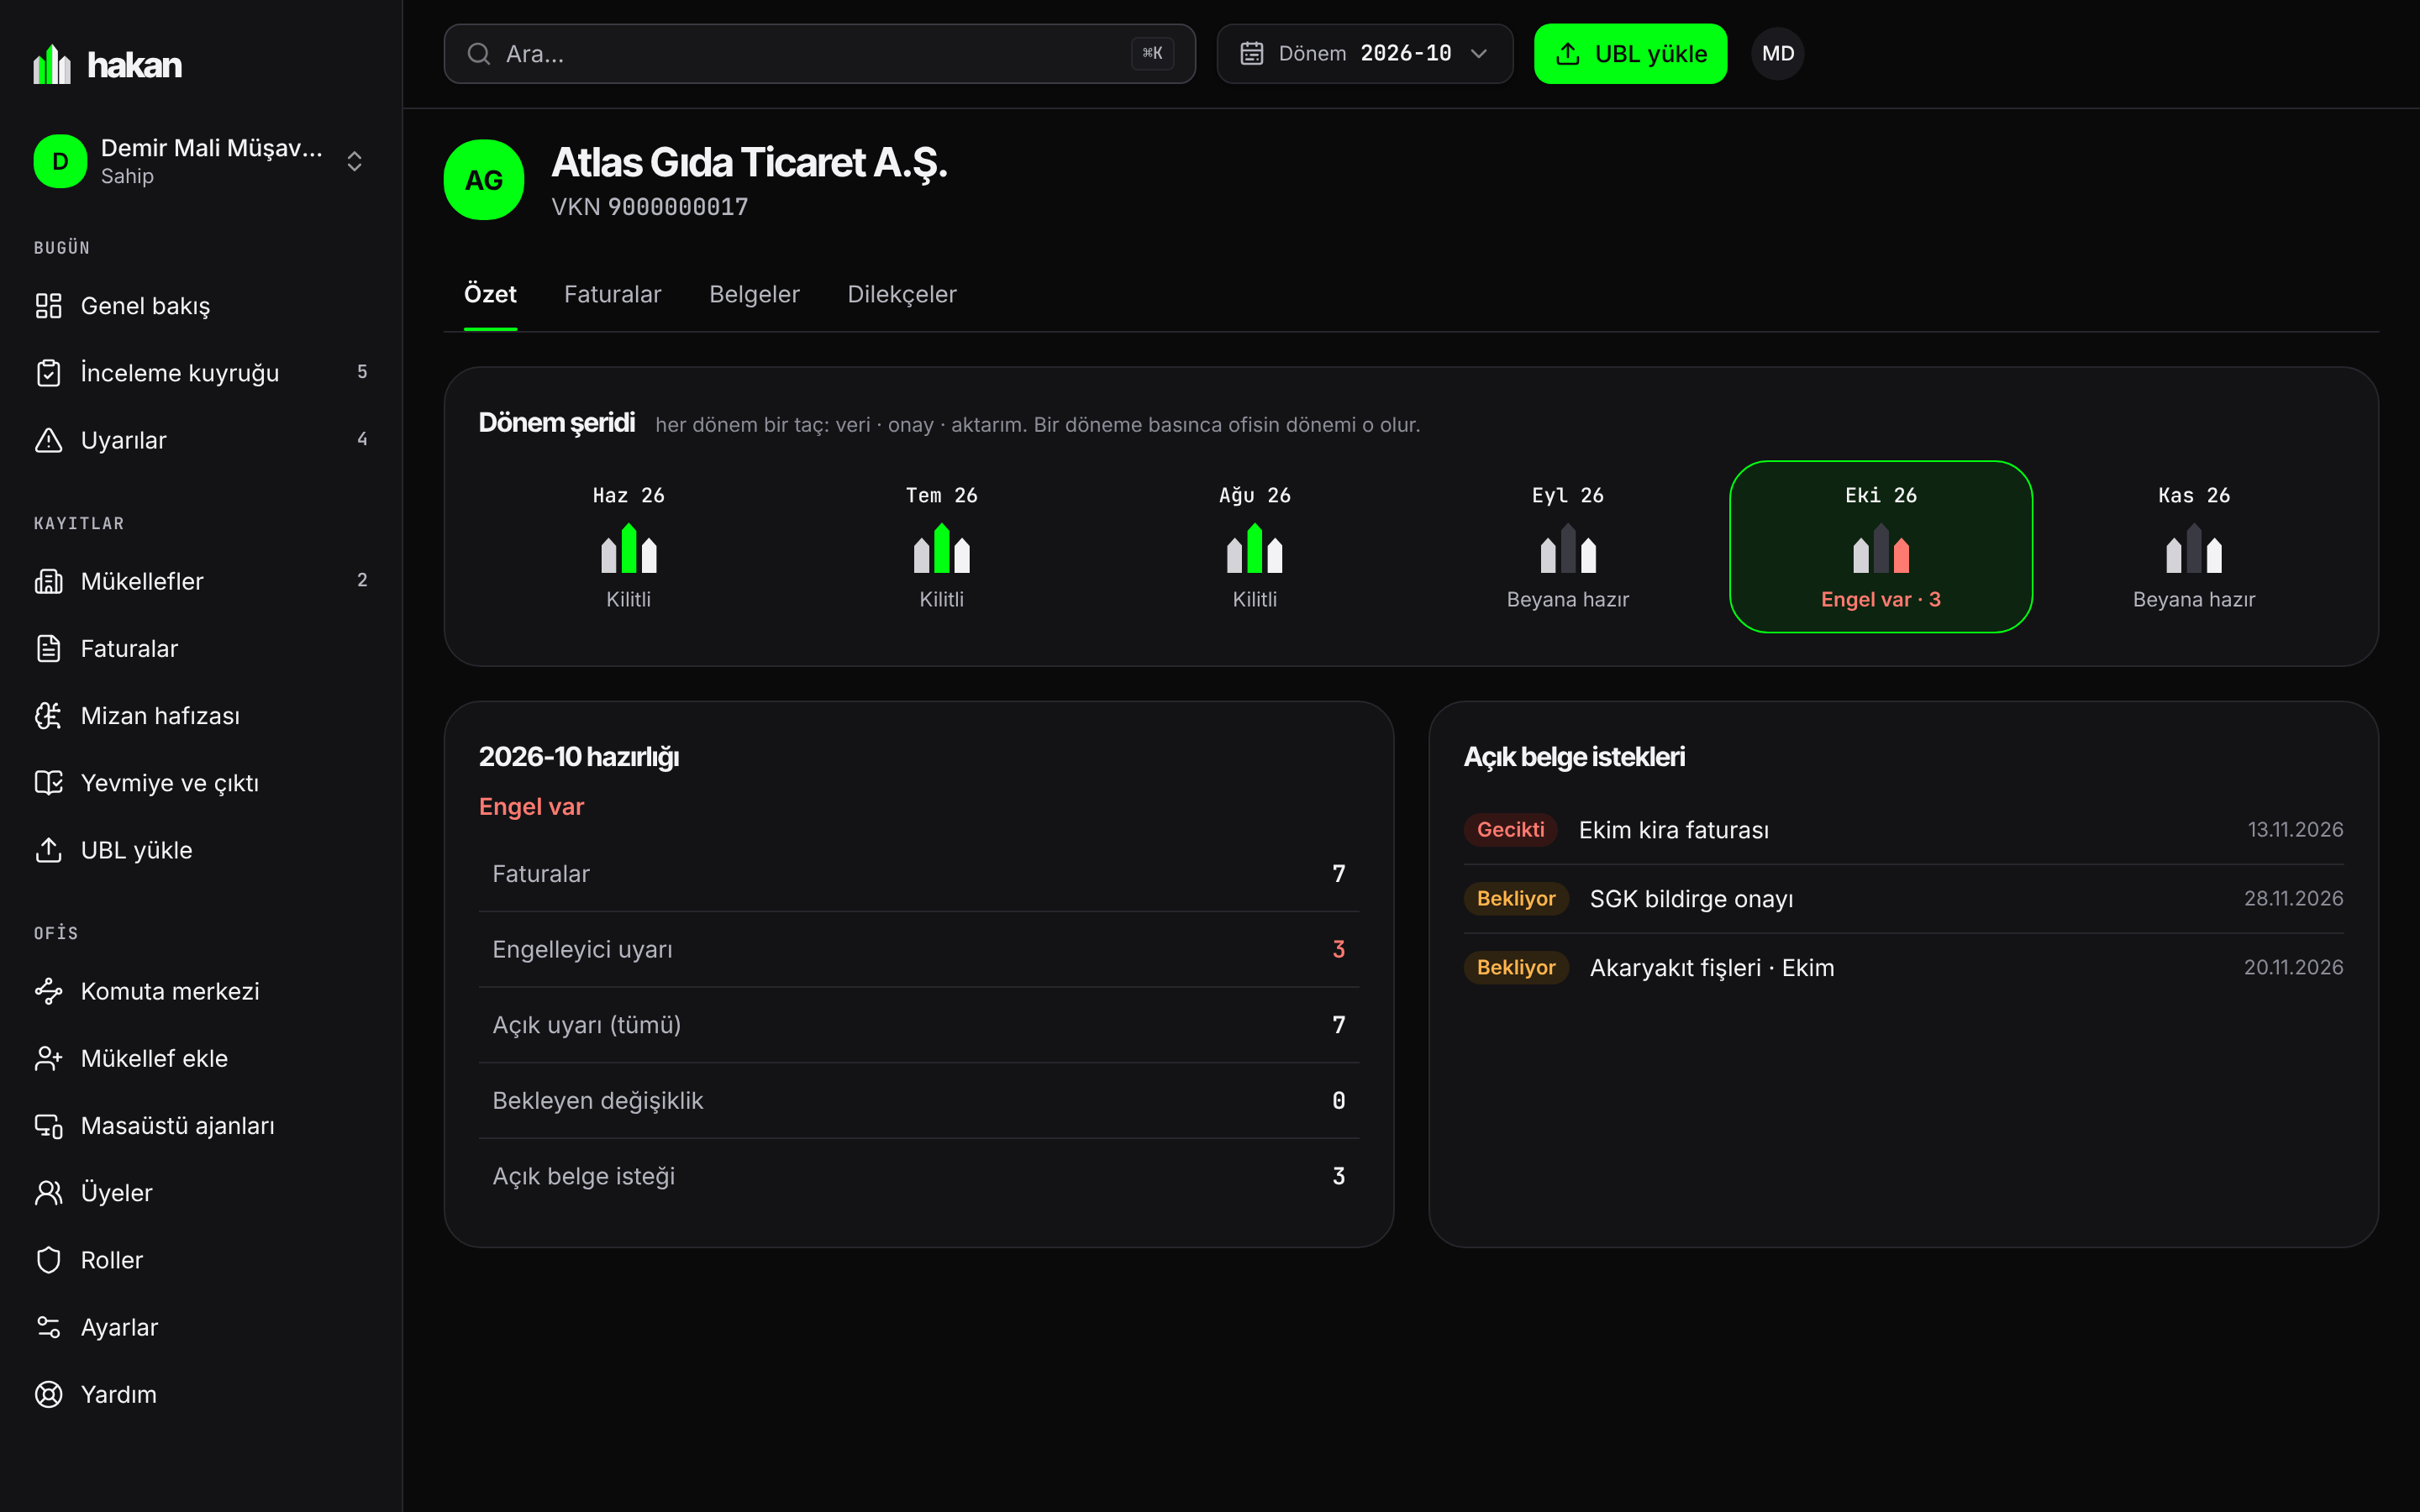 hakan
Demir Mali Müşav...
Sahip
BUGÜN
Genel bakış
İnceleme kuyruğu 5
Uyarılar 4
KAYITLAR
Mükellefler 2
Faturalar
Mizan hafızası
Yevmiye ve çıktı
UBL yükle
OFİS
Komuta merkezi
Mükellef ekle
Masaüstü ajanları
Üyeler
Roller
Ayarlar
Yardım
Ara... ⌘K
Dönem 2026-10
UBL yükle
MD
D
AG
Atlas Gıda Ticaret A.Ş.
VKN 9000000017
Özet Faturalar Belgeler Dilekçeler
Dönem şeridi her dönem bir taç: veri · onay · aktarım. Bir döneme basınca ofisin dönemi o olur.
Haz 26 Tem 26 Ağu 26 Eyl 26 Eki 26 Kas 26
Kilitli Kilitli Kilitli Beyana hazır Engel var · 3 Beyana hazır
2026-10 hazırlığı
Engel var
Faturalar 7
Engelleyici uyarı 3
Açık uyarı (tümü) 7
Bekleyen değişiklik 0
Açık belge isteği 3
Açık belge istekleri
Gecikti Ekim kira faturası 13.11.2026
Bekliyor SGK bildirge onayı 28.11.2026
Bekliyor Akaryakıt fişleri · Ekim 20.11.2026